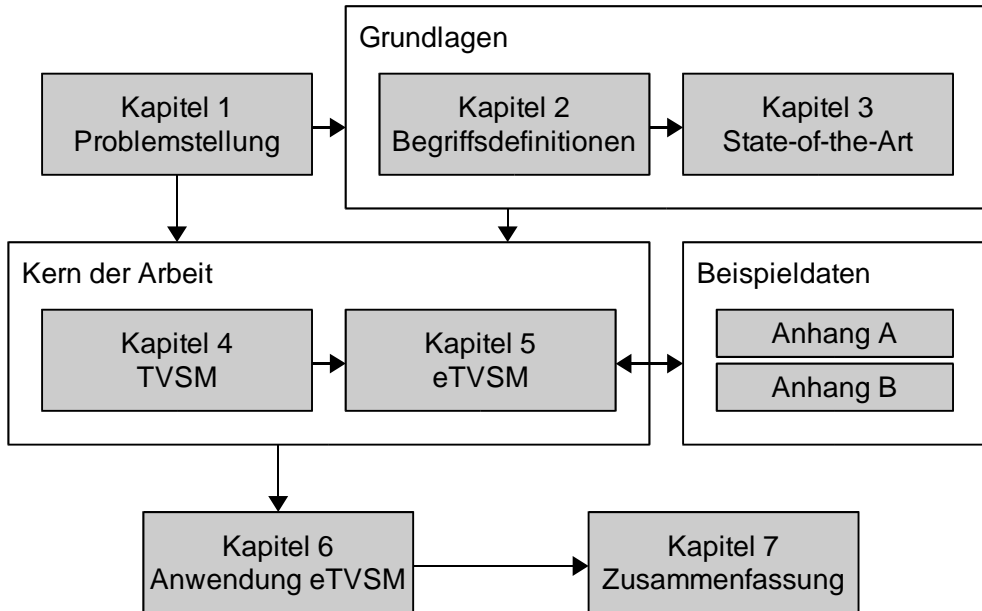 Grundlagen
Kapitel 1
Problemstellung
Kapitel 2
Begriffsdefinitionen
Kapitel 3
State-of-the-Art
Kern der Arbeit
Kapitel 4
TVSM
Kapitel 5
eTVSM
Beispieldaten
Anhang A
Anhang B
Kapitel 6
Anwendung eTVSM
Kapitel 7
Zusammenfassung